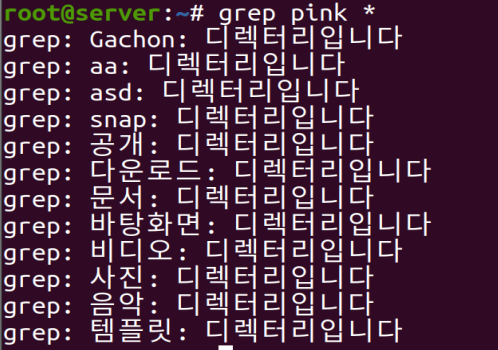 root@server:~# grep pink *
grep: Gachon: 디렉터리입니다
grep: aa: 디렉터리입니다
grep: asd: 디렉터리입니다
grep: snap: 디렉터리입니다
grep: 공개: 디렉터리입니다
grep: 다운로드: 디렉터리입니다
grep: 문서: 디렉터리입니다
grep: 바탕화면: 디렉터리입니다
grep: 비디오: 디렉터리입니다
grep: 사진: 디렉터리입니다
grep: 음악: 디렉터리입니다
grep: 템플릿: 디렉터리입니다